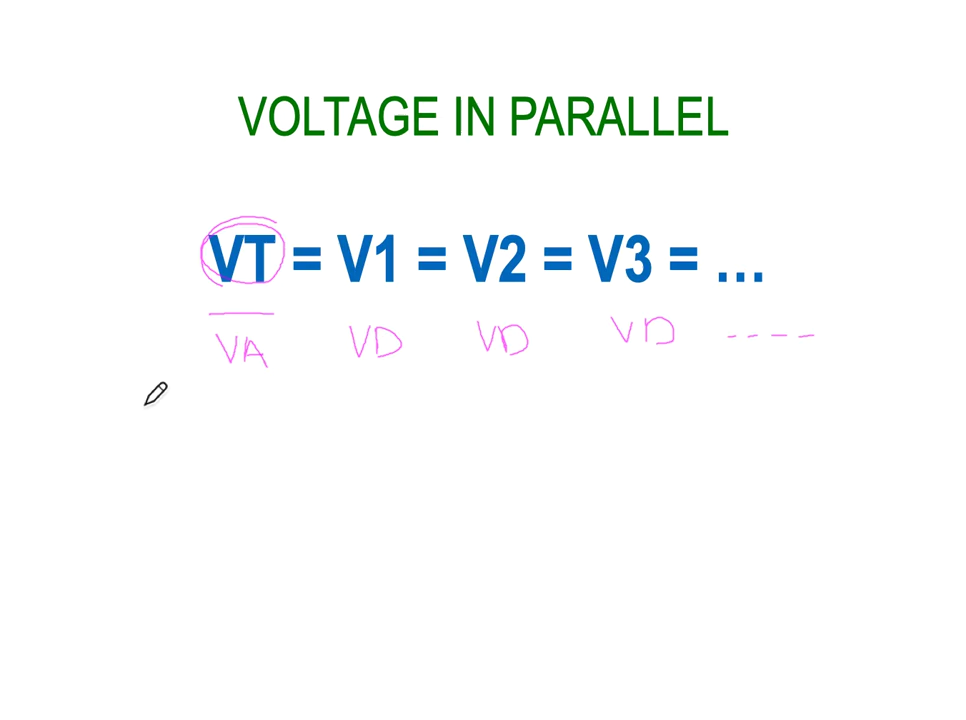 VOLTAGE IN PARALLEL
VT = V1 = V2 = V3 = ...
VA VD VD VD ----